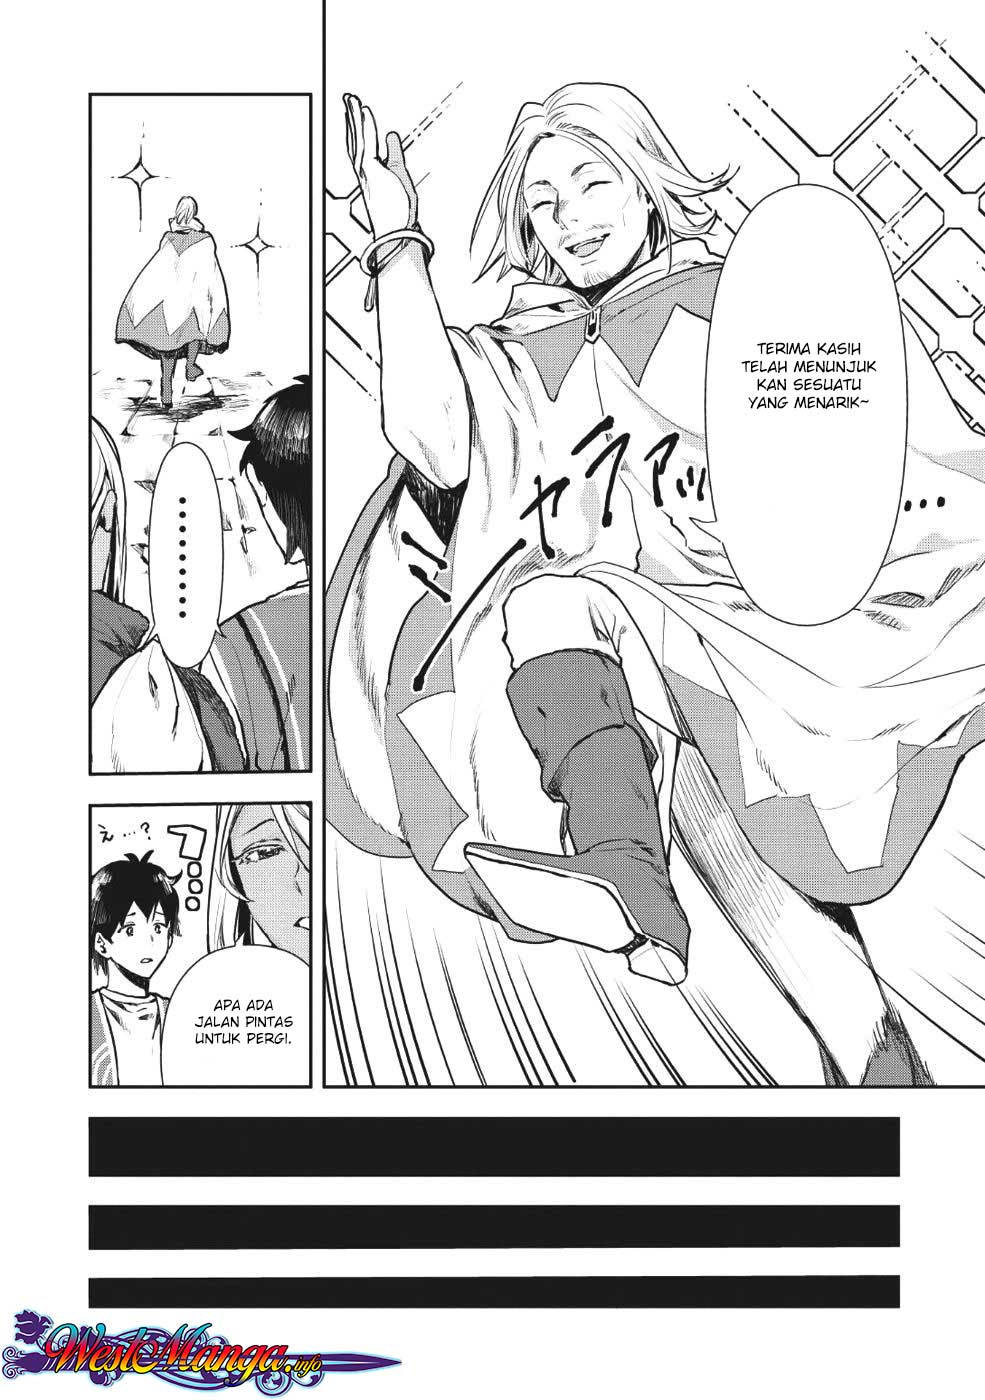 TERIMA KASIH
TELAH MENUNJUK
KAN SESUATU
YANG MENARIK~
...
シャラァァッ
........
え…?
APA ADA
JALAN PINTAS
UNTUK PERGI.
WestManga.info